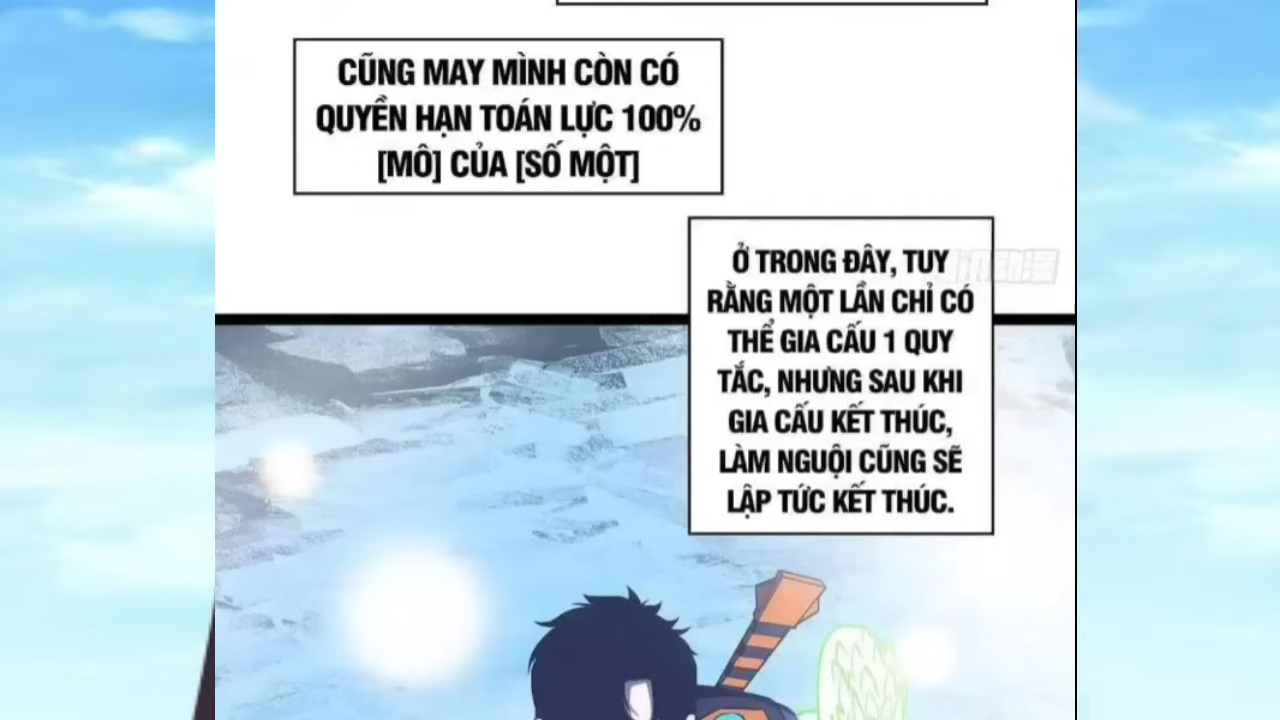 CŨNG MAY MÌNH CÒN CÓ
QUYỀN HẠN TOÁN LỰC 100%
[MÔ] CỦA [SỐ MỘT]
Ở TRONG ĐÂY, TUY
RẰNG MỘT LẦN CHỈ CÓ
THỂ GIA CẤU 1 QUY
TẮC, NHƯNG SAU KHI
GIA CẤU KẾT THÚC,
LÀM NGUỘI CŨNG SẼ
LẬP TỨC KẾT THÚC.